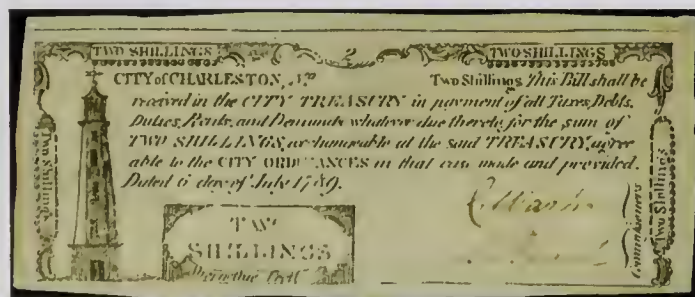 TWO SHILLINGS
2
TWO SHILLINGS
CITY of CHARLESTON, No
Two Shillings. This Bill shall be
received in the CITY TREASURY in payment of all Taxes, Debts,
Duties, Rents, and Demands whatever due thereto, for the sum of
TWO SHILLINGS, exchangeable at the said TREASURY, agree
able to the CITY ORDINANCES in that case made and provided.
Dated 6 day of July 1789.
Two Shillings
TWO
SHILLINGS
Commissioners
Two Shillings